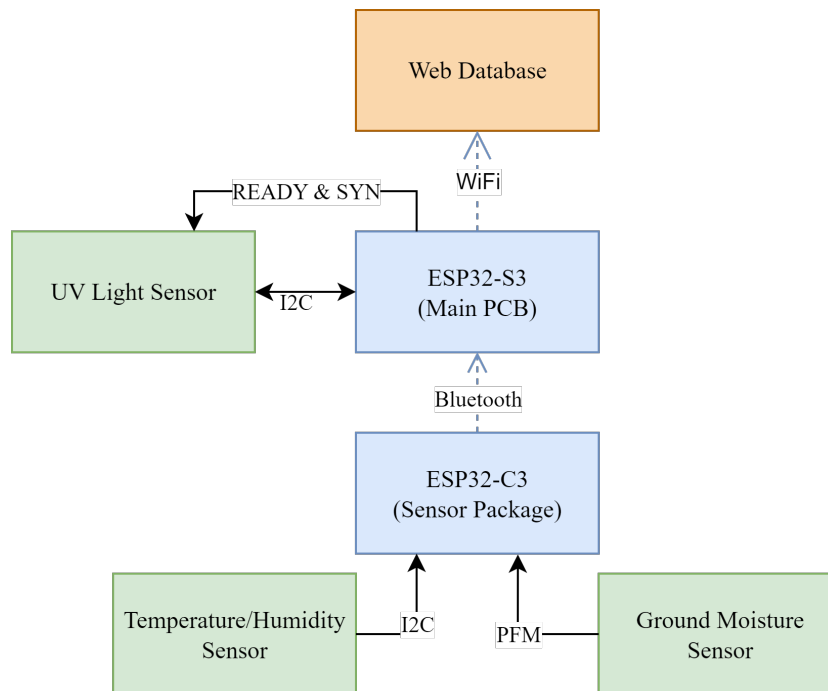 Web Database
WiFi
READY & SYN
UV Light Sensor
I2C
ESP32-S3
(Main PCB)
Bluetooth
ESP32-C3
(Sensor Package)
Temperature/Humidity
Sensor
I2C
PFM
Ground Moisture
Sensor